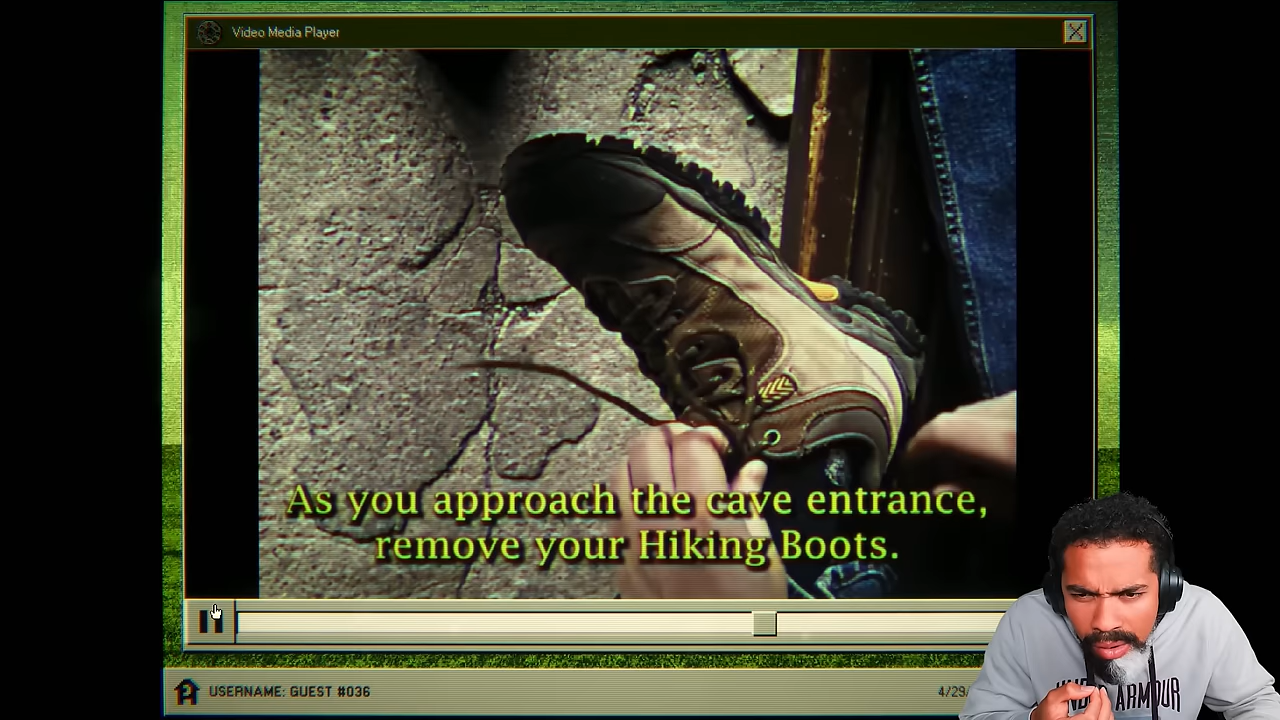 Video Media Player
As you approach the cave entrance,
remove your Hiking Boots.
USERNAME: GUEST #036
4/29/
UNDER ARMOUR